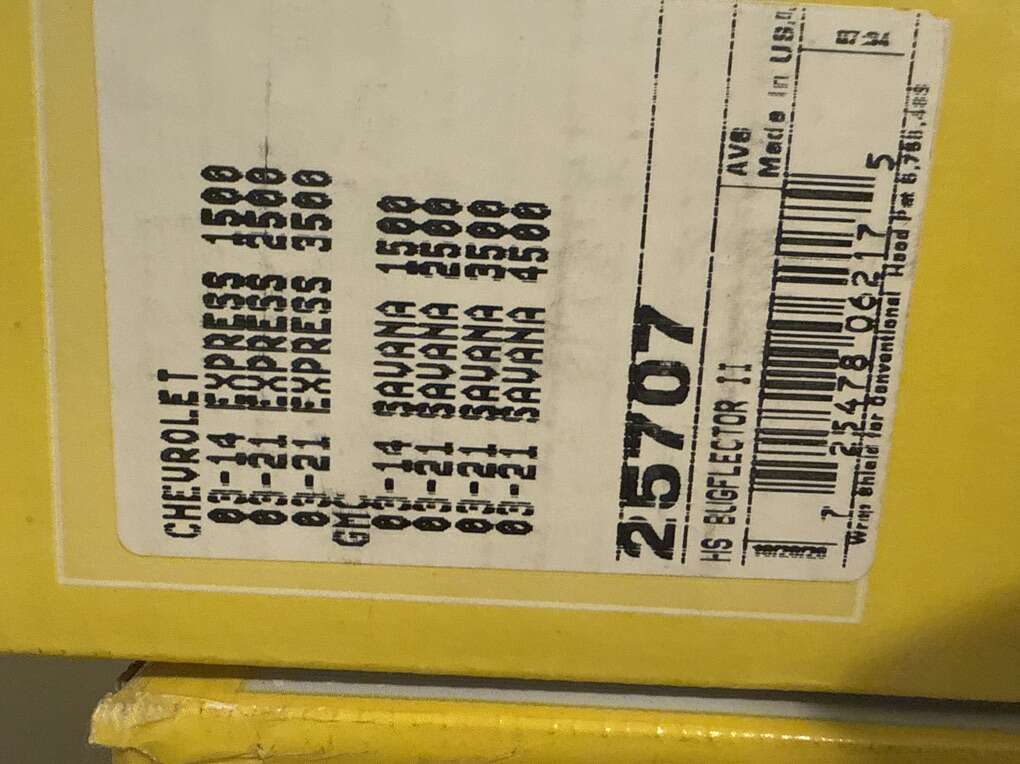 CHEVROLET
03-14 EXPRESS 1500
03-21 EXPRESS 2500
03-21 EXPRESS 3500
GMC
03-14 SAVANA 1500
03-21 SAVANA 2500
03-21 SAVANA 3500
03-21 SAVANA 4500
25707
HS BUGFLECTOR II
AVS
Made In USA
7 25478 06217 5
Wrap Shield for Conventional Hood Pat 6,758,489